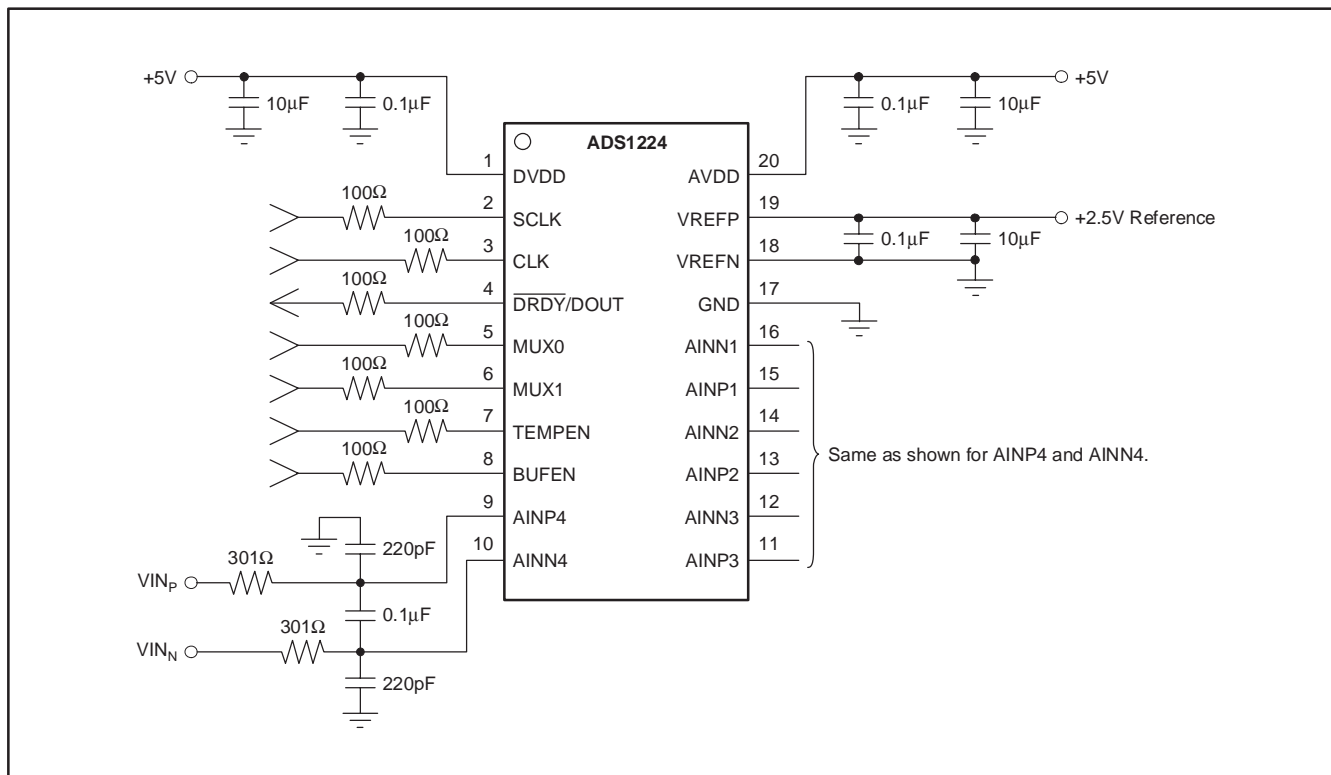 +5V
10μF
0.1μF
0.1μF
10μF
+5V
ADS1224
1
DVDD
AVDD
20
100Ω
2
SCLK
VREFP
19
+2.5V Reference
0.1μF
10μF
100Ω
3
CLK
VREFN
18
100Ω
4
DRDY/DOUT
GND
17
100Ω
5
MUX0
AINN1
16
100Ω
6
MUX1
AINP1
15
100Ω
7
TEMPEN
AINN2
14
100Ω
8
BUFEN
AINP2
13
Same as shown for AINP4 and AINN4.
9
AINP4
AINN3
12
10
AINN4
AINP3
11
220pF
301Ω
VINP
0.1μF
301Ω
VINN
220pF